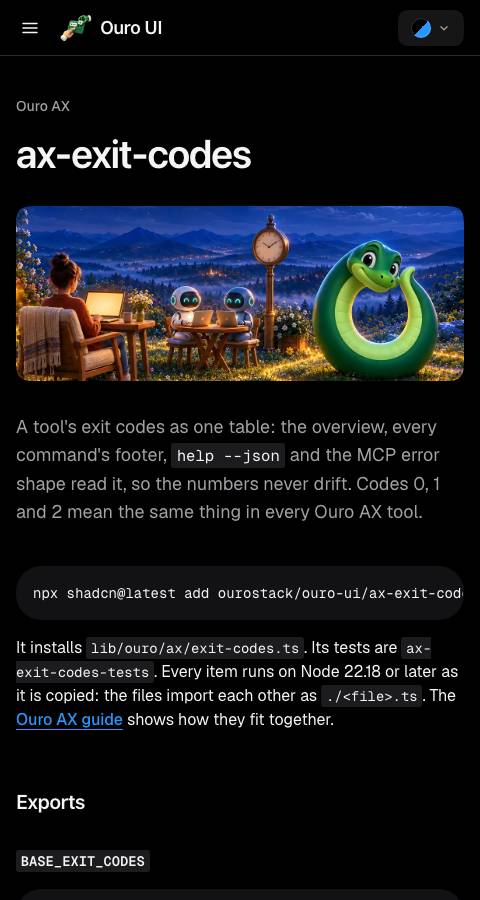 Ouro UI
Ouro AX
ax-exit-codes
A tool's exit codes as one table: the overview, every
command's footer, help --json and the MCP error
shape read it, so the numbers never drift. Codes 0, 1
and 2 mean the same thing in every Ouro AX tool.
npx shadcn@latest add ourostack/ouro-ui/ax-exit-code
It installs lib/ouro/ax/exit-codes.ts. Its tests are ax-
exit-codes-tests. Every item runs on Node 22.18 or later as
it is copied: the files import each other as ./<file>.ts. The
Ouro AX guide shows how they fit together.
Exports
BASE_EXIT_CODES